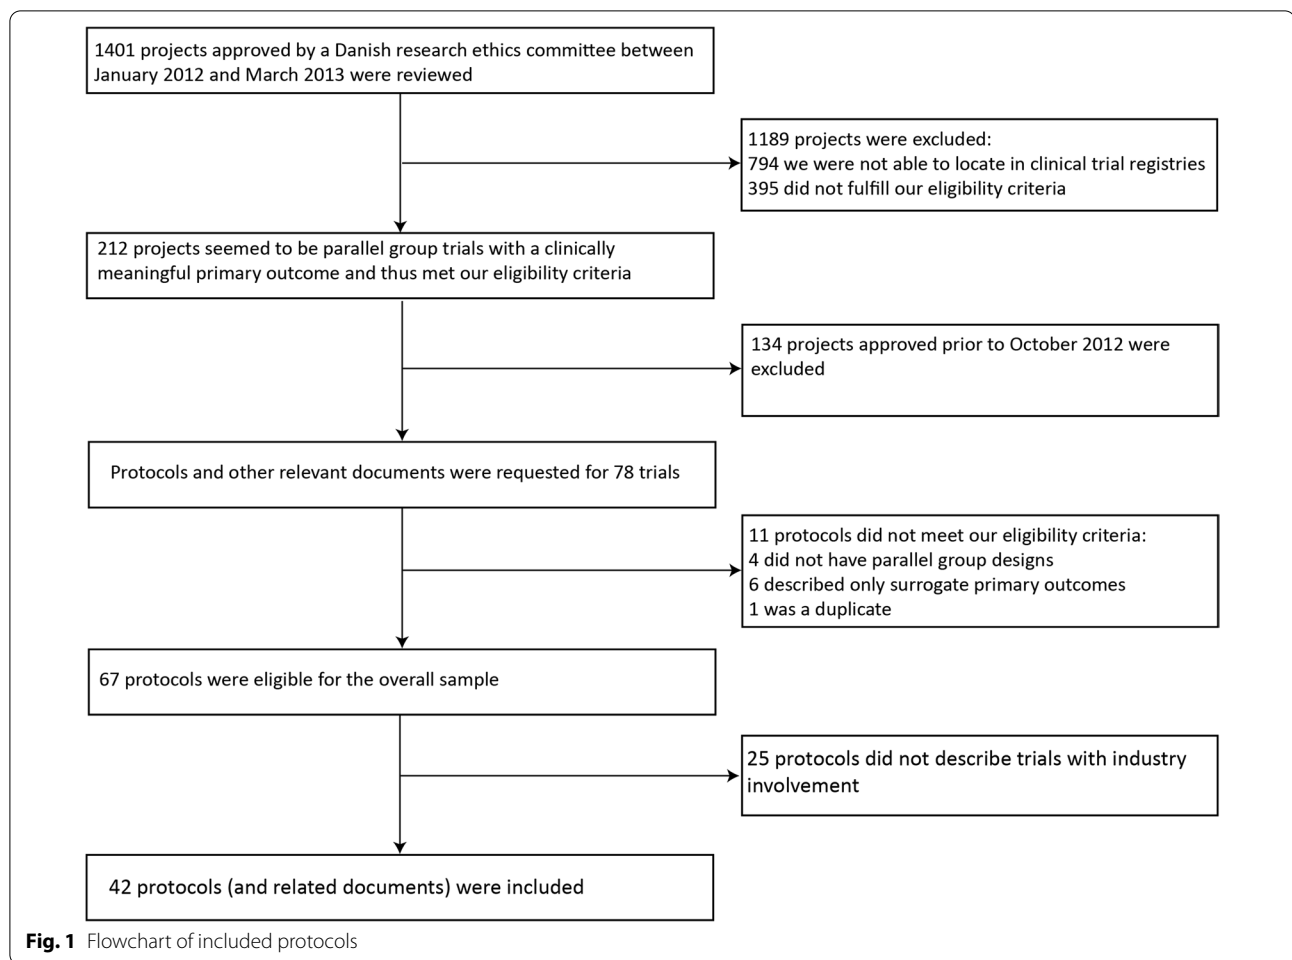 1401 projects approved by a Danish research ethics committee between
January 2012 and March 2013 were reviewed
1189 projects were excluded:
794 we were not able to locate in clinical trial registries
395 did not fulfill our eligibility criteria
212 projects seemed to be parallel group trials with a clinically
meaningful primary outcome and thus met our eligibility criteria
134 projects approved prior to October 2012 were
excluded
Protocols and other relevant documents were requested for 78 trials
11 protocols did not meet our eligibility criteria:
4 did not have parallel group designs
6 described only surrogate primary outcomes
1 was a duplicate
67 protocols were eligible for the overall sample
25 protocols did not describe trials with industry
involvement
42 protocols (and related documents) were included
Fig. 1 Flowchart of included protocols